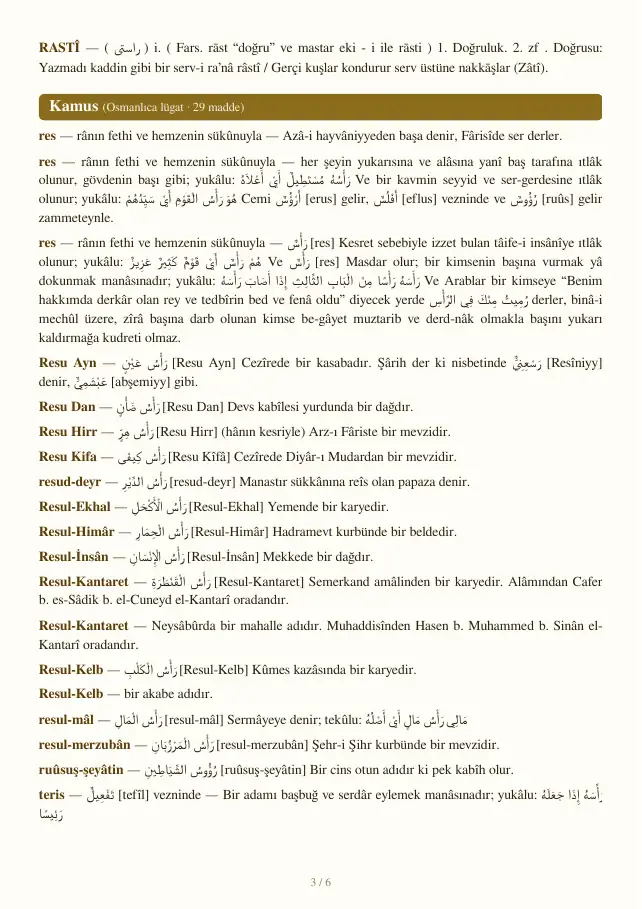 RASTÎ — ( راستى ) i. ( Fars. rāst “doğru” ve mastar eki - i ile rāsti ) 1. Doğruluk. 2. zf . Doğrusu:
Yazmadı kaddin gibi bir serv-i ra’nâ râstî / Gerçi kuşlar kondurur serv üstüne nakkāşlar (Zâtî).
Kamus (Osmanlıca lügat · 29 madde)
res — rânın fethi ve hemzenin sükûnuyla — Azâ-i hayvâniyyeden başa denir, Fârisîde ser derler.
res — rânın fethi ve hemzenin sükûnuyla — her şeyin yukarısına ve alâsına yanî baş tarafına ıtlâk
olunur, gövdenin başı gibi; yukâlu: رَأْسُهُ مُسْتَطِيلٌ أَيْ أَعْلَاهُ Ve bir kavmin seyyid ve ser-gerdesine ıtlâk
olunur; yukâlu: هُوَ رَأْسُ الْقَوْمِ أَيْ سَيِّدُهُمْ Cemi أَرْؤُسٌ [erus] gelir, أَفْلُسٌ [eflus] vezninde ve رُؤُوسٌ [ruûs] gelir
zammeteynle.
res — rânın fethi ve hemzenin sükûnuyla — رَأْسٌ [res] Kesret sebebiyle izzet bulan tâife-i insânîye ıtlâk
olunur; yukâlu: هُمْ رَأْسٌ أَيْ قَوْمٌ كَثِيرٌ عَزِيزٌ Ve رَأْسٌ [res] Masdar olur; bir kimsenin başına vurmak yâ
dokunmak manâsınadır; yukâlu: رَأَسَهُ رَأْسًا مِنَ الْبَابِ الثَّالِثِ إِذَا أَصَابَ رَأْسَهُ Ve Arablar bir kimseye “Benim
hakkımda derkâr olan rey ve tedbîrin bed ve fenâ oldu” diyecek yerde رُمِيتُ مِنْكَ فِي الرَّأْسِ derler, binâ-i
mechûl üzere, zîrâ başına darb olunan kimse be-gâyet muztarib ve derd-nâk olmakla başını yukarı
kaldırmağa kudreti olmaz.
Resu Ayn — رَأْسُ عَيْنٍ [Resu Ayn] Cezîrede bir kasabadır. Şârih der ki nisbetinde رَسْعِنِيٌّ [Resîniyy]
denir, عَبْشَمِيٌّ [abşemiyy] gibi.
Resu Dan — رَأْسُ ضَأْنٍ [Resu Dan] Devs kabîlesi yurdunda bir dağdır.
Resu Hirr — رَأْسُ هِرٍّ [Resu Hirr] (hânın kesriyle) Arz-ı Fâriste bir mevzidir.
Resu Kifa — رَأْسُ كِيفَى [Resu Kîfâ] Cezîrede Diyâr-ı Mudardan bir mevzidir.
resud-deyr — رَأْسُ الدَّيْرِ [resud-deyr] Manastır sükkânına reîs olan papaza denir.
Resul-Ekhal — رَأْسُ الْأَكْحَلِ [Resul-Ekhal] Yemende bir karyedir.
Resul-Himâr — رَأْسُ الْحِمَارِ [Resul-Himâr] Hadramevt kurbünde bir beldedir.
Resul-İnsân — رَأْسُ الْإِنْسَانِ [Resul-İnsân] Mekkede bir dağdır.
Resul-Kantaret — رَأْسُ الْقَنْطَرَةِ [Resul-Kantaret] Semerkand amâlinden bir karyedir. Alâmından Cafer
b. es-Sâdik b. el-Cuneyd el-Kantarî oradandır.
Resul-Kantaret — Neysâbûrda bir mahalle adıdır. Muhaddisînden Hasen b. Muhammed b. Sinân el-
Kantarî oradandır.
Resul-Kelb — رَأْسُ الْكَلْبِ [Resul-Kelb] Kûmes kazâsında bir karyedir.
Resul-Kelb — bir akabe adıdır.
resul-mâl — رَأْسُ الْمَالِ [resul-mâl] Sermâyeye denir; tekûlu: مَالِي رَأْسُ مَالٍ أَيْ أَصْلُهُ
resul-merzubân — رَأْسُ الْمَرْزُبَانِ [resul-merzubân] Şehr-i Şihr kurbünde bir mevzidir.
ruûsuş-şeyâtin — رُؤُوسُ الشَّيَاطِينِ [ruûsuş-şeyâtin] Bir cins otun adıdır ki pek kabîh olur.
teris — تَفْعِيلٌ [tefîl] vezninde — Bir adamı başbuğ ve serdâr eylemek manâsınadır; yukâlu: رَأَّسَهُ إِذَا جَعَلَهُ
رَئِيسًا
3 / 6